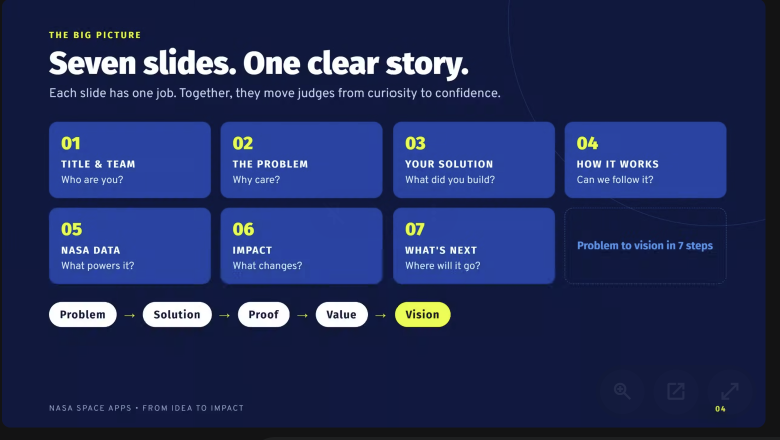 THE BIG PICTURE
Seven slides. One clear story.
Each slide has one job. Together, they move judges from curiosity to confidence.
01
TITLE & TEAM
Who are you?
02
THE PROBLEM
Why care?
03
YOUR SOLUTION
What did you build?
04
HOW IT WORKS
Can we follow it?
05
NASA DATA
What powers it?
06
IMPACT
What changes?
07
WHAT'S NEXT
Where will it go?
Problem to vision in 7 steps
Problem → Solution → Proof → Value → Vision
NASA SPACE APPS • FROM IDEA TO IMPACT
04